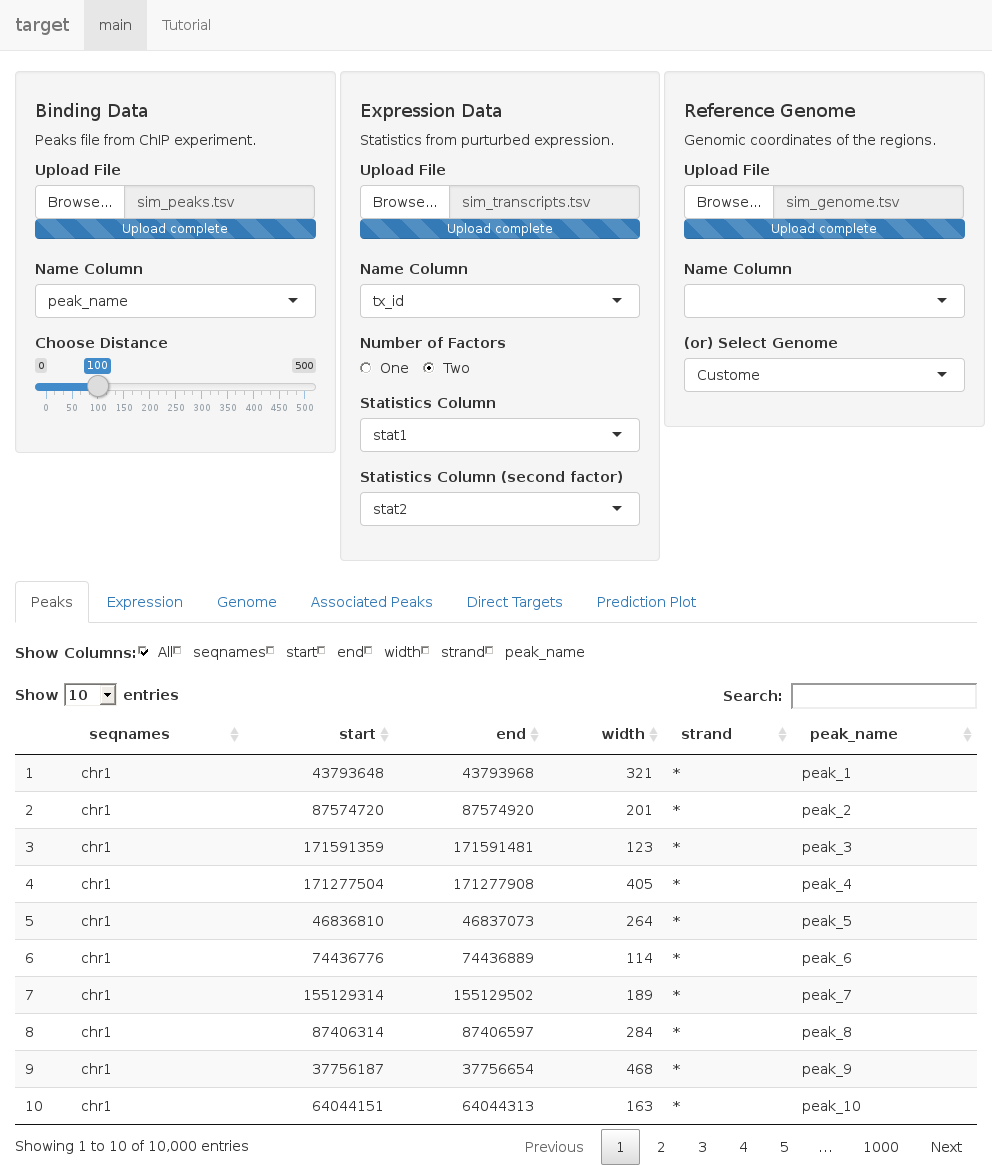 target main Tutorial
Binding Data
Peaks file from ChIP experiment.
Upload File
Browse... sim_peaks.tsv
Upload complete
Name Column
peak_name
Choose Distance
0 100 500
0 50 100 150 200 250 300 350 400 450 500
Expression Data
Statistics from purturbed expression.
Upload File
Browse... sim_transcripts.tsv
Upload complete
Name Column
tx_id
Number of Factors
One Two
Statistics Column
stat1
Statistics Column (second factor)
stat2
Reference Genome
Genomic coordinates of the regions.
Upload File
Browse... sim_genome.tsv
Upload complete
Name Column
(or) Select Genome
Custome
Peaks Expression Genome Associated Peaks Direct Targets Prediction Plot
Show Columns: All seqnames start end width strand peak_name
Show 10 entries Search:
seqnames start end width strand peak_name
1 chr1 43793648 43793968 321 * peak_1
2 chr1 87574720 87574920 201 * peak_2
3 chr1 171591359 171591481 123 * peak_3
4 chr1 171277504 171277908 405 * peak_4
5 chr1 46836810 46837073 264 * peak_5
6 chr1 74436776 74436889 114 * peak_6
7 chr1 155129314 155129502 189 * peak_7
8 chr1 87406314 87406597 284 * peak_8
9 chr1 37756187 37756654 468 * peak_9
10 chr1 64044151 64044313 163 * peak_10
Showing 1 to 10 of 10,000 entries Previous 1 2 3 4 5 ... 1000 Next